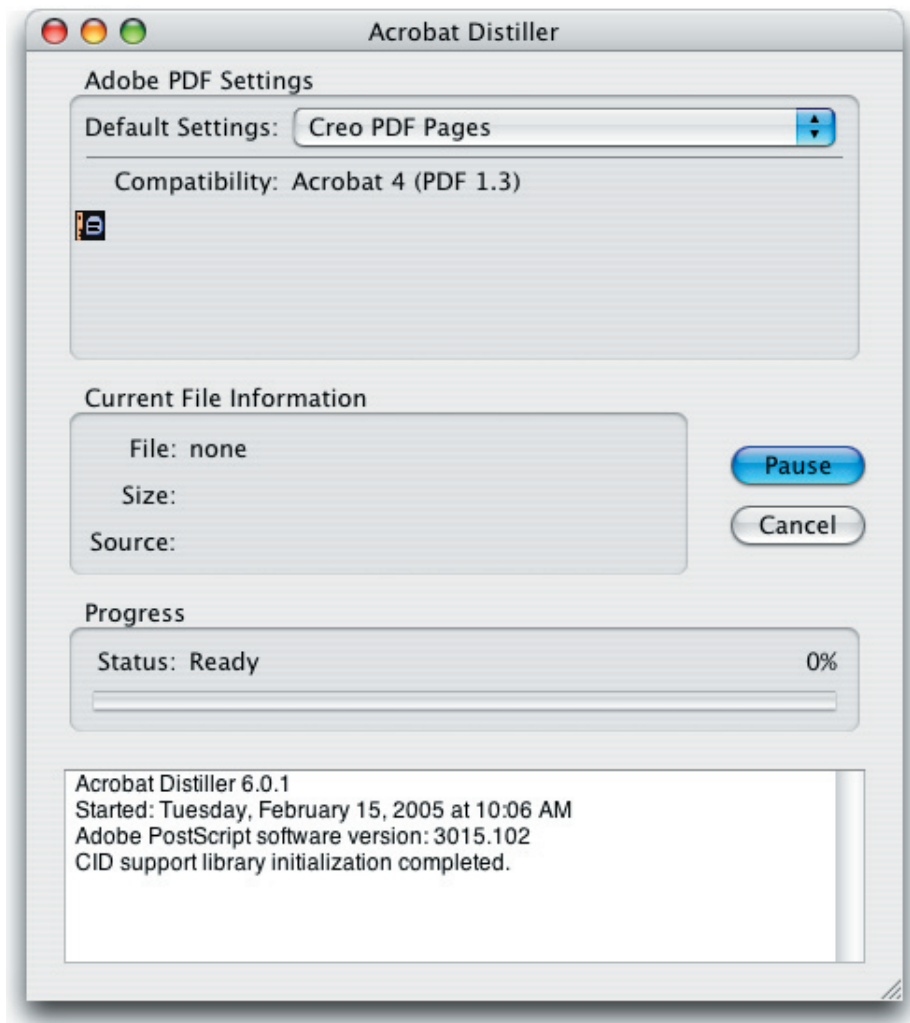 Acrobat Distiller
Adobe PDF Settings
Default Settings: Creo PDF Pages
Compatibility: Acrobat 4 (PDF 1.3)
Current File Information
File: none
Size:
Source:
Pause
Cancel
Progress
Status: Ready 0%
Acrobat Distiller 6.0.1
Started: Tuesday, February 15, 2005 at 10:06 AM
Adobe PostScript software version: 3015.102
CID support library initialization completed.